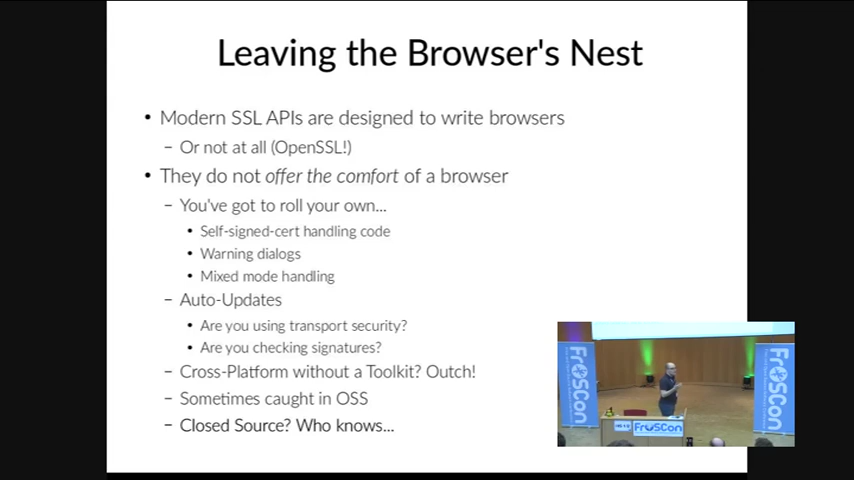 Leaving the Browser's Nest
• Modern SSL APIs are designed to write browsers
– Or not at all (OpenSSL!)
• They do not offer the comfort of a browser
– You've got to roll your own...
• Self-signed-cert handling code
• Warning dialogs
• Mixed mode handling
– Auto-Updates
• Are you using transport security?
• Are you checking signatures?
– Cross-Platform without a Toolkit? Outch!
– Sometimes caught in OSS
– Closed Source? Who knows...
FrOSCon
FrOSCon
FrOSCon